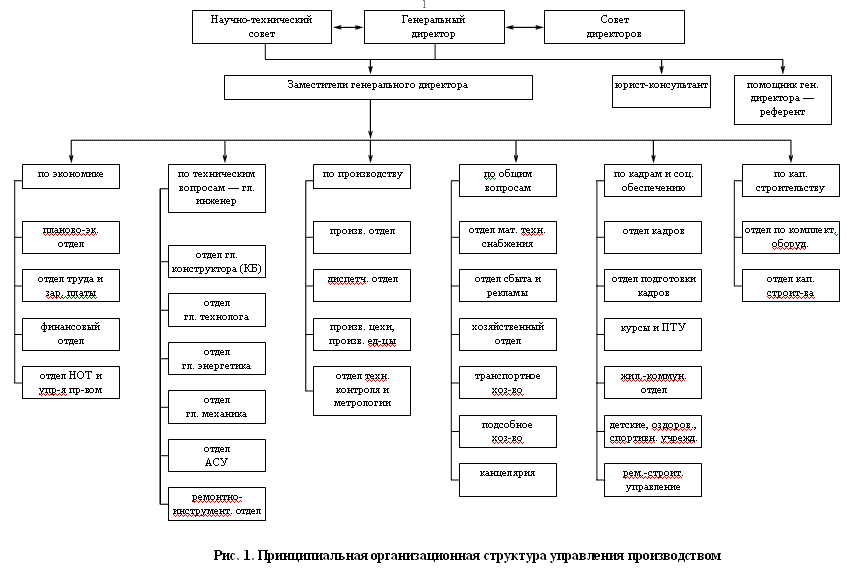 1
Научно-технический
совет
Генеральный
директор
Совет
директоров
Заместители генерального директора
юрист-консультант
помощник ген.
директора —
референт
по экономике
планово-эк.
отдел
отдел труда и
зар. платы
финансовый
отдел
отдел НОТ и
упр-я пр-вом
по техническим
вопросам — гл.
инженер
отдел гл.
конструктора (КБ)
отдел
гл. технолога
отдел
гл. энергетика
отдел
гл. механика
отдел
АСУ
ремонтно-
инструмент. отдел
по производству
произв. отдел
диспетч. отдел
произв. цехи,
произв. ед-цы
отдел техн.
контроля и
метрологии
по общим
вопросам
отдел мат. техн.
снабжения
отдел сбыта и
рекламы
хозяйственный
отдел
транспортное
хоз-во
подсобное
хоз-во
канцелярия
по кадрам и соц.
обеспечению
отдел кадров
отдел подготовки
кадров
курсы и ПТУ
жил.-коммун.
отдел
детские, оздоров.,
спортивн. учрежд.
рем.-строит.
управление
по кап.
строительству
отдел по комплект.
оборуд.
отдел кап.
строит-ва
Рис. 1. Принципиальная организационная структура управления производством